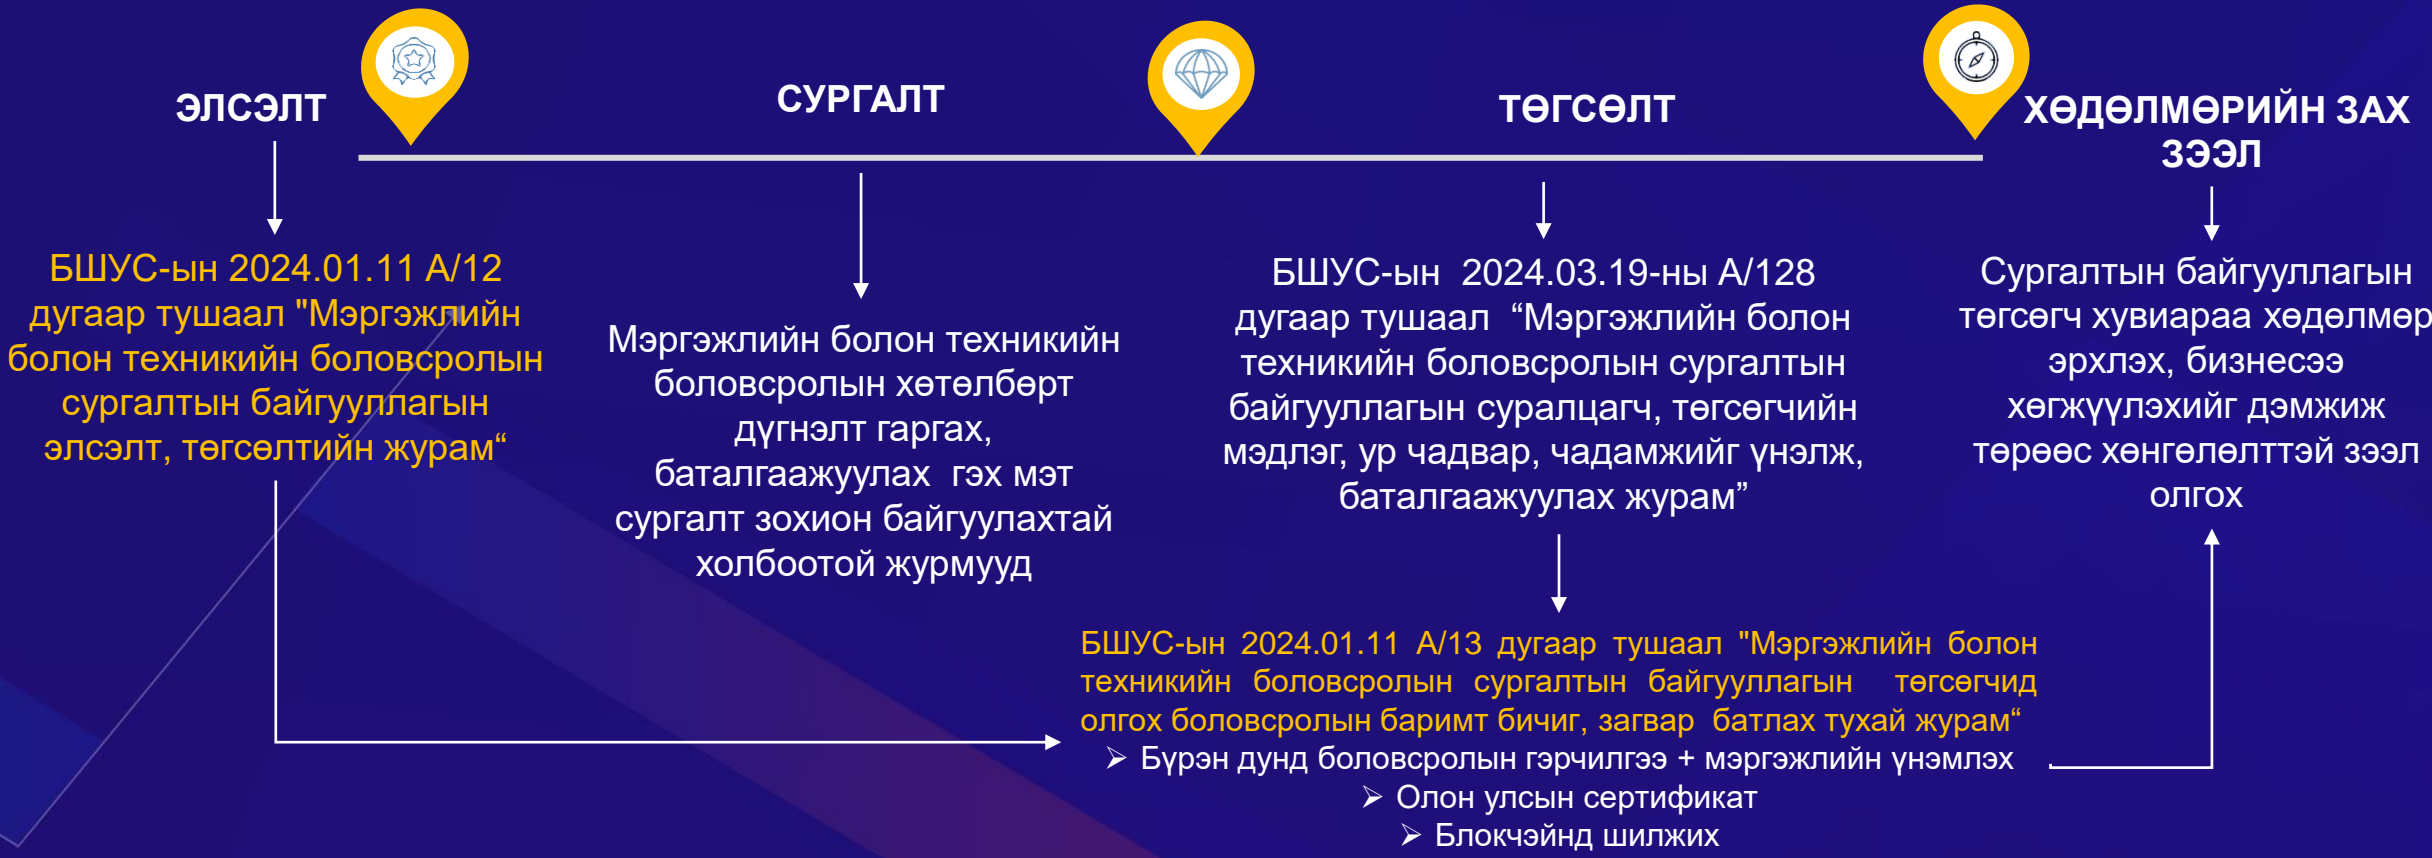 ЭЛСЭЛТ
СУРГАЛТ
ТӨГСӨЛТ
ХӨДӨЛМӨРИЙН ЗАХ
ЗЭЭЛ
БШУС-ын 2024.01.11 А/12
дугаар тушаал "Мэргэжлийн
болон техникийн боловсролын
сургалтын байгууллагын
элсэлт, төгсөлтийн журам“
Мэргэжлийн болон техникийн
боловсролын хөтөлбөрт
дүгнэлт гаргах,
баталгаажуулах гэх мэт
сургалт зохион байгуулахтай
холбоотой журмууд
БШУС-ын 2024.03.19-ны А/128
дугаар тушаал “Мэргэжлийн болон
техникийн боловсролын сургалтын
байгууллагын суралцагч, төгсөгчийн
мэдлэг, ур чадвар, чадамжийг үнэлж,
баталгаажуулах журам”
Сургалтын байгууллагын
төгсөгч хувиараа хөдөлмөр
эрхлэх, бизнесээ
хөгжүүлэхийг дэмжиж
төрөөс хөнгөлөлттэй зээл
олгох
БШУС-ын 2024.01.11 А/13 дугаар тушаал "Мэргэжлийн болон
техникийн боловсролын сургалтын байгууллагын төгсөгчид
олгох боловсролын баримт бичиг, загвар батлах тухай журам“
➢ Бүрэн дунд боловсролын гэрчилгээ + мэргэжлийн үнэмлэх
➢ Олон улсын сертификат
➢ Блокчэйнд шилжих